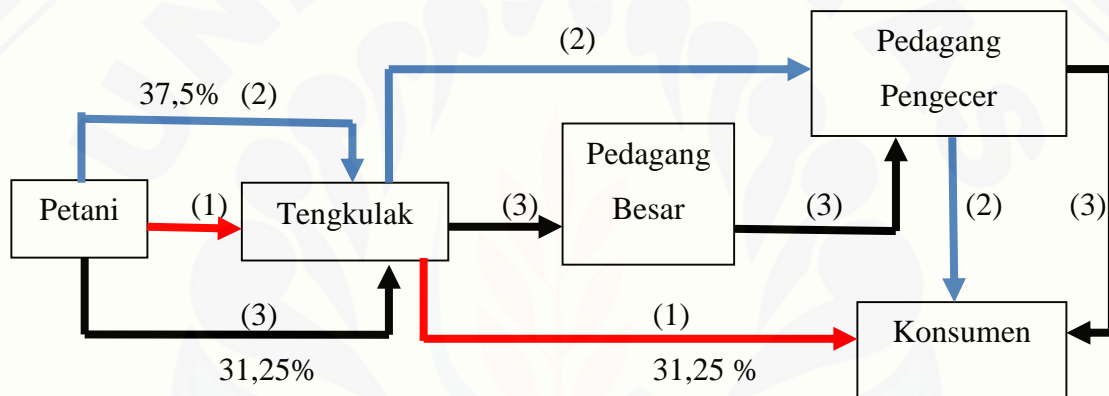 (2)
Pedagang
Pengecer
37,5% (2)
Pedagang
Besar
Petani
(1)
Tengkulak
(3)
(3)
(2)
(3)
(3)
(1)
Konsumen
31,25%
31,25 %